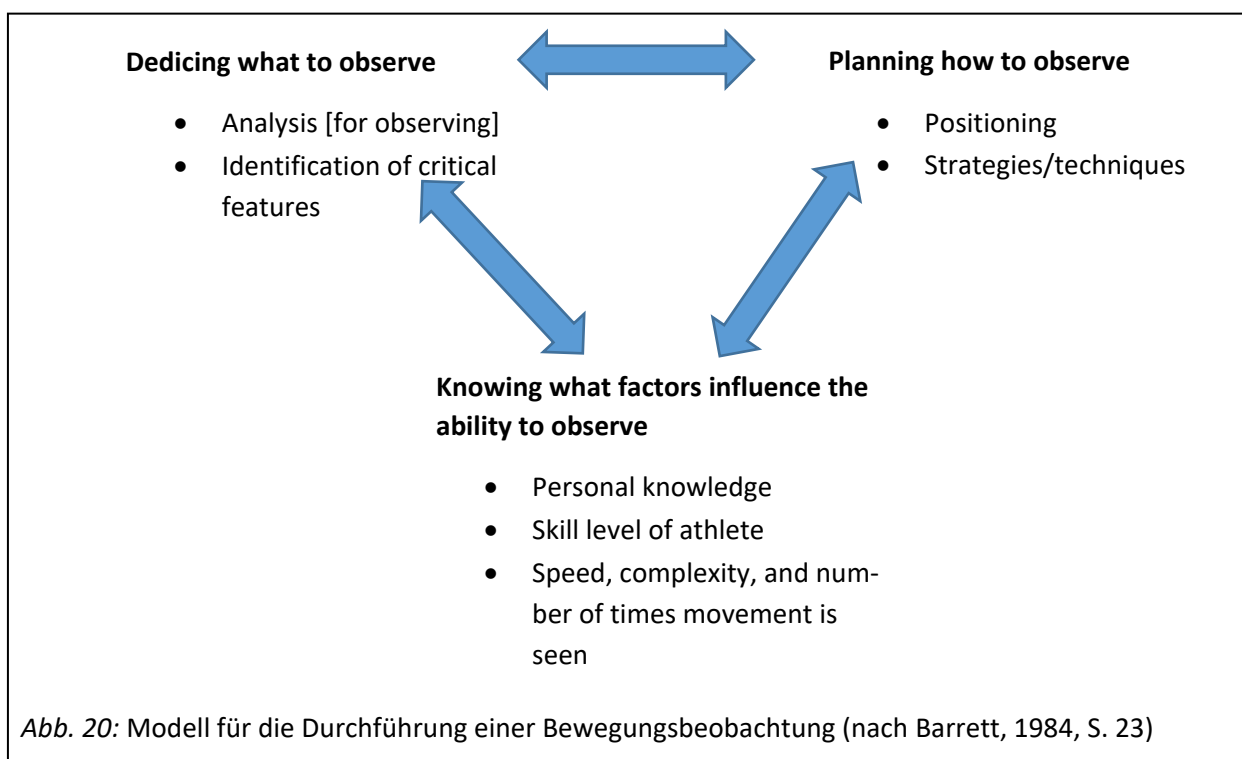 Dedicing what to observe
• Analysis [for observing]
• Identification of critical
features
Planning how to observe
• Positioning
• Strategies/techniques
Knowing what factors influence the
ability to observe
• Personal knowledge
• Skill level of athlete
• Speed, complexity, and num-
ber of times movement is
seen
Abb. 20: Modell für die Durchführung einer Bewegungsbeobachtung (nach Barrett, 1984, S. 23)